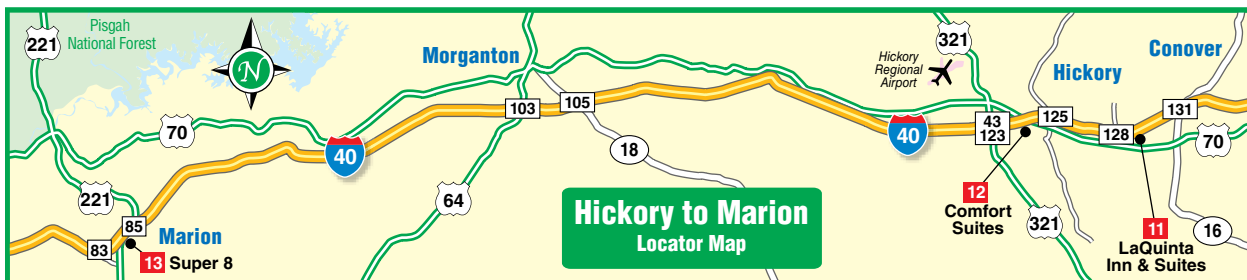 Pisgah
National Forest
221
N
Morganton
321
Hickory
Regional
Airport
Conover
Hickory
70
40
103
105
18
64
40
43
123
125
128
131
70
221
85
83
Marion
13 Super 8
Hickory to Marion
Locator Map
12
Comfort
Suites
321
11
LaQuinta
Inn & Suites
16